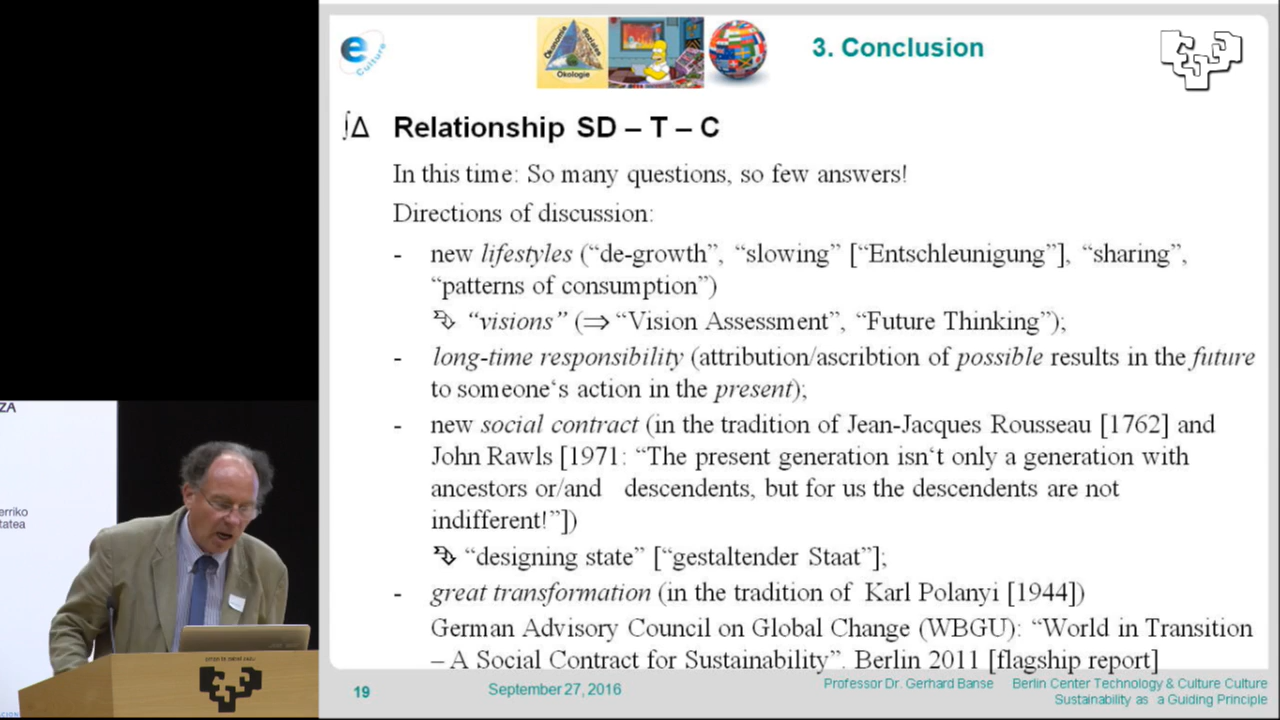 e
Culture
Ökonomie
Soziales
Ökologie
3. Conclusion
∫Δ Relationship SD – T – C
In this time: So many questions, so few answers!
Directions of discussion:
- new lifestyles (“de-growth”, “slowing” [“Entschleunigung”], “sharing”,
“patterns of consumption”)
“visions” (⇒ “Vision Assessment”, “Future Thinking”);
- long-time responsibility (attribution/ascribtion of possible results in the future
to someone‘s action in the present);
- new social contract (in the tradition of Jean-Jacques Rousseau [1762] and
John Rawls [1971: “The present generation isn‘t only a generation with
ancestors or/and descendents, but for us the descendents are not
indifferent!”])
“designing state” [“gestaltender Staat”];
- great transformation (in the tradition of Karl Polanyi [1944])
German Advisory Council on Global Change (WBGU): “World in Transition
– A Social Contract for Sustainability”. Berlin 2011 [flagship report]
19
September 27, 2016
Professor Dr. Gerhard Banse Berlin Center Technology & Culture Culture
Sustainability as a Guiding Principle
ZA
erriko
tatea